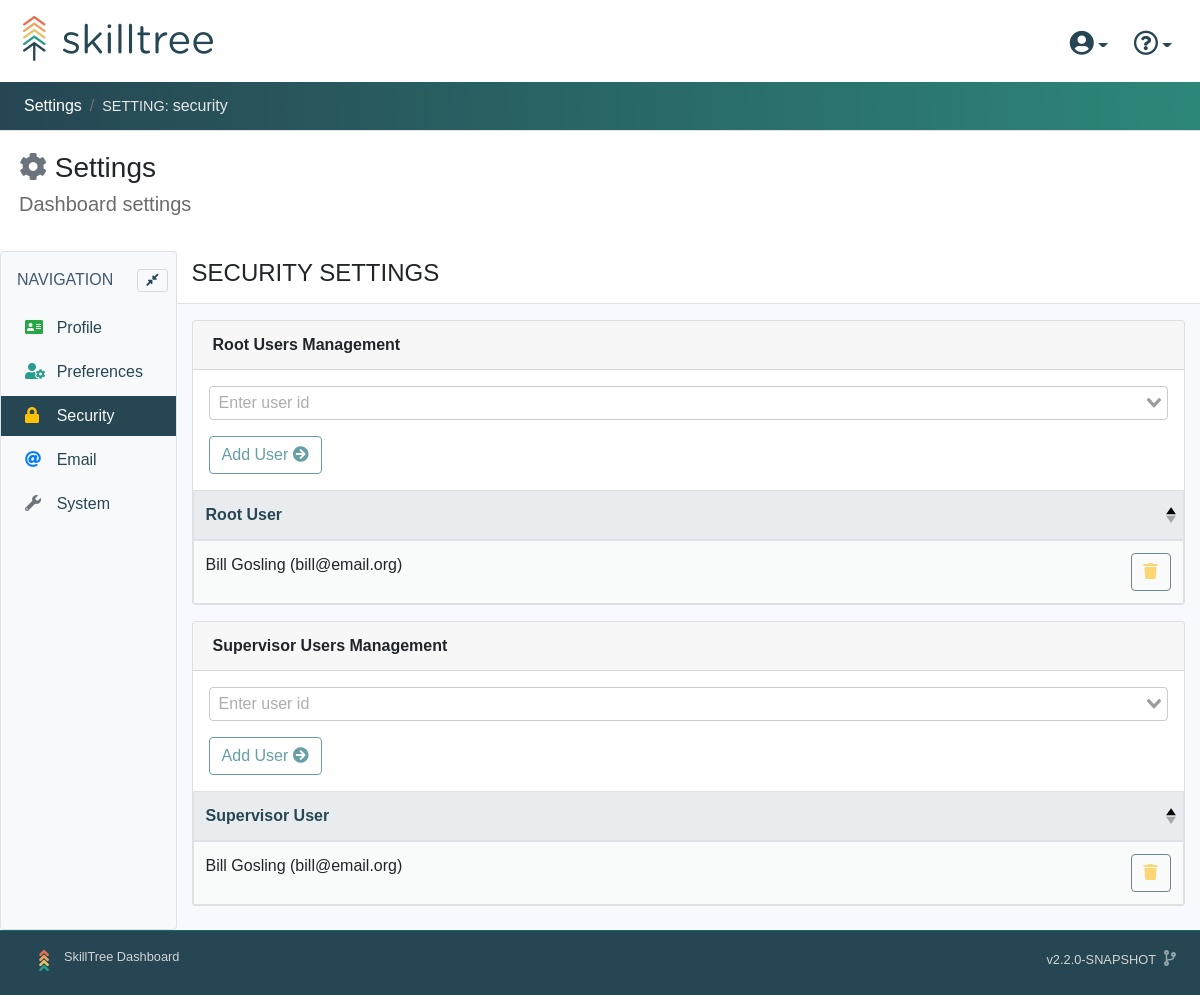 skilltree
Settings / SETTING: security
Settings
Dashboard settings
NAVIGATION
Profile
Preferences
Security
Email
System
SECURITY SETTINGS
Root Users Management
Enter user id
Add User
Root User
Bill Gosling (bill@email.org)
Supervisor Users Management
Enter user id
Add User
Supervisor User
Bill Gosling (bill@email.org)
SkillTree Dashboard
v2.2.0-SNAPSHOT